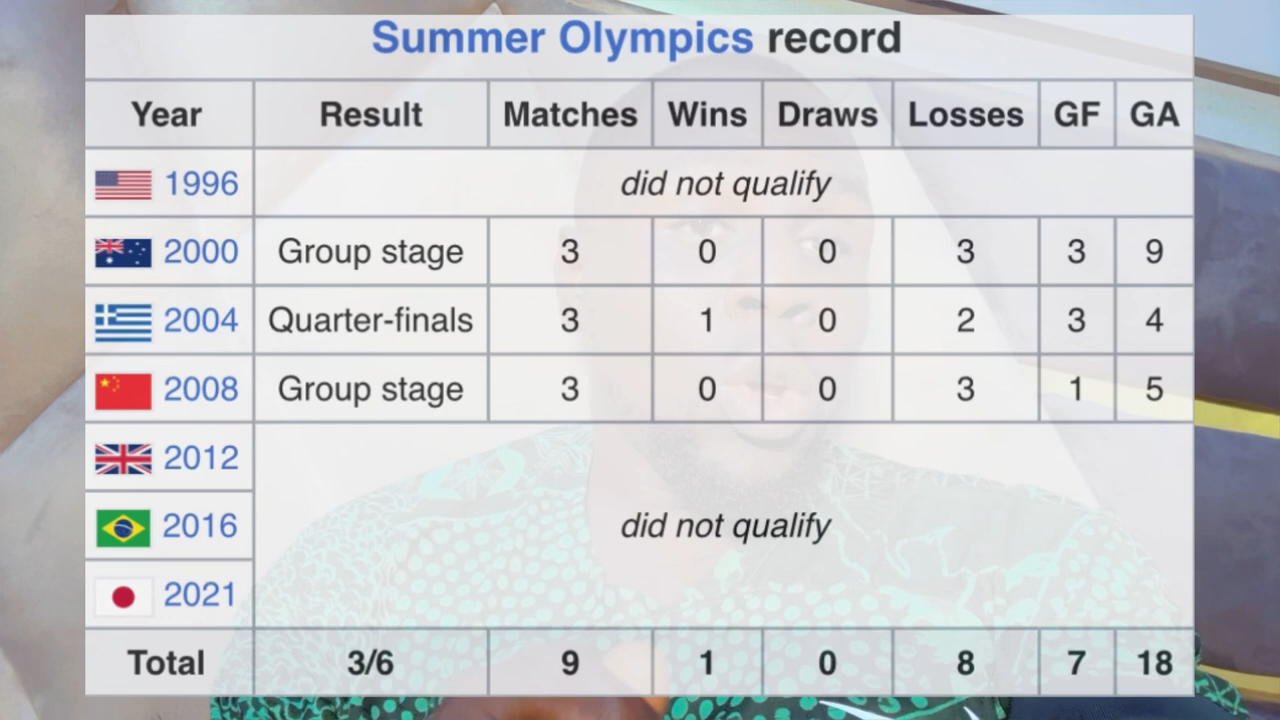 Summer Olympics record
Year Result Matches Wins Draws Losses GF GA
1996 did not qualify
2000 Group stage 3 0 0 3 3 9
2004 Quarter-finals 3 1 0 2 3 4
2008 Group stage 3 0 0 3 1 5
2012
2016 did not qualify
2021
Total 3/6 9 1 0 8 7 18